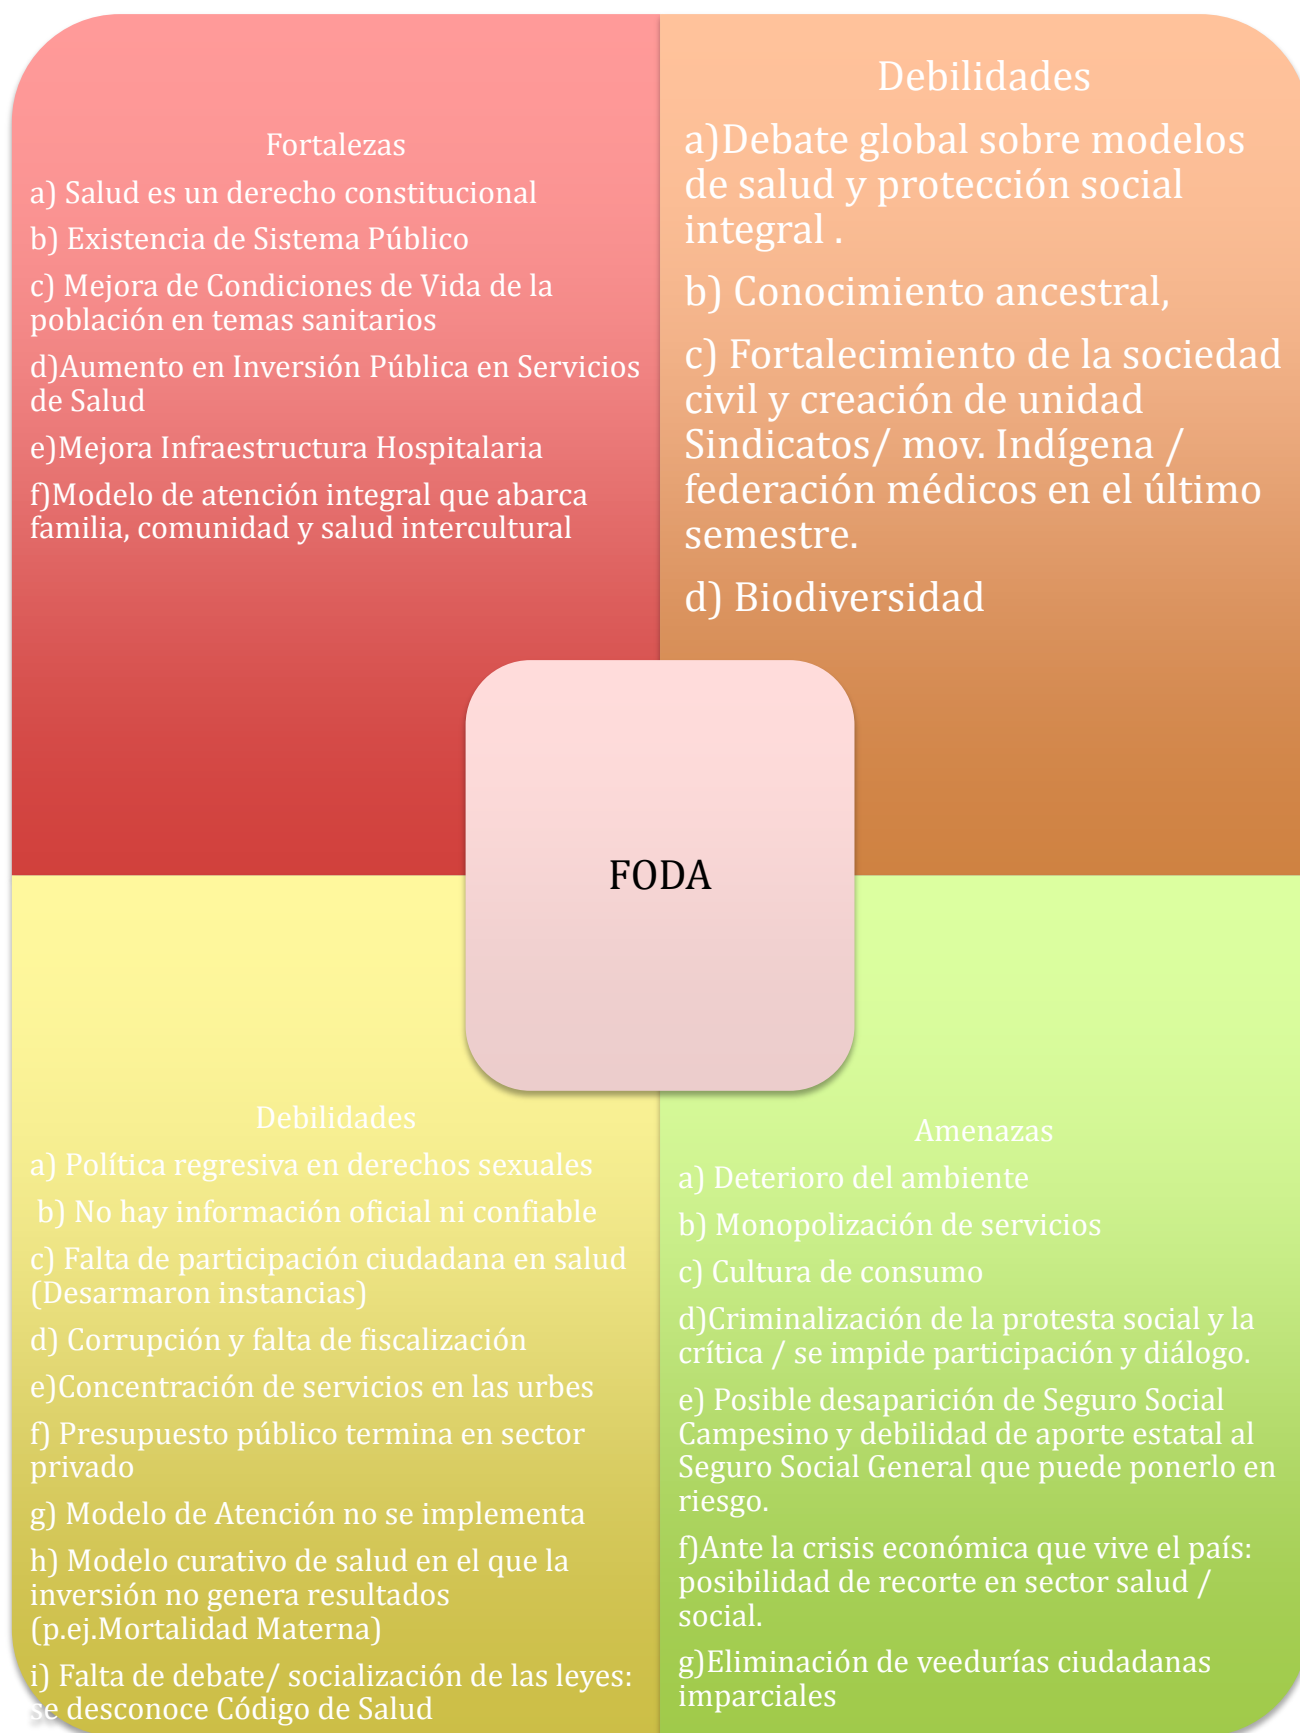 Fortalezas
a) Salud es un derecho constitucional
b) Existencia de Sistema Público
c) Mejora de Condiciones de Vida de la
población en temas sanitarios
d)Aumento en Inversión Pública en Servicios
de Salud
e)Mejora Infraestructura Hospitalaria
f)Modelo de atención integral que abarca
familia, comunidad y salud intercultural
Debilidades
a)Debate global sobre modelos
de salud y protección social
integral .
b) Conocimiento ancestral,
c) Fortalecimiento de la sociedad
civil y creación de unidad
Sindicatos/ mov. Indígena /
federación médicos en el último
semestre.
d) Biodiversidad
FODA
Debilidades
a) Política regresiva en derechos sexuales
b) No hay información oficial ni confiable
c) Falta de participación ciudadana en salud
(Desarmaron instancias)
d) Corrupción y falta de fiscalización
e)Concentración de servicios en las urbes
f) Presupuesto público termina en sector
privado
g) Modelo de Atención no se implementa
h) Modelo curativo de salud en el que la
inversión no genera resultados
(p.ej.Mortalidad Materna)
i) Falta de debate/ socialización de las leyes:
se desconoce Código de Salud
Amenazas
a) Deterioro del ambiente
b) Monopolización de servicios
c) Cultura de consumo
d)Criminalización de la protesta social y la
crítica / se impide participación y diálogo.
e) Posible desaparición de Seguro Social
Campesino y debilidad de aporte estatal al
Seguro Social General que puede ponerlo en
riesgo.
f)Ante la crisis económica que vive el país:
posibilidad de recorte en sector salud /
social.
g)Eliminación de veedurías ciudadanas
imparciales